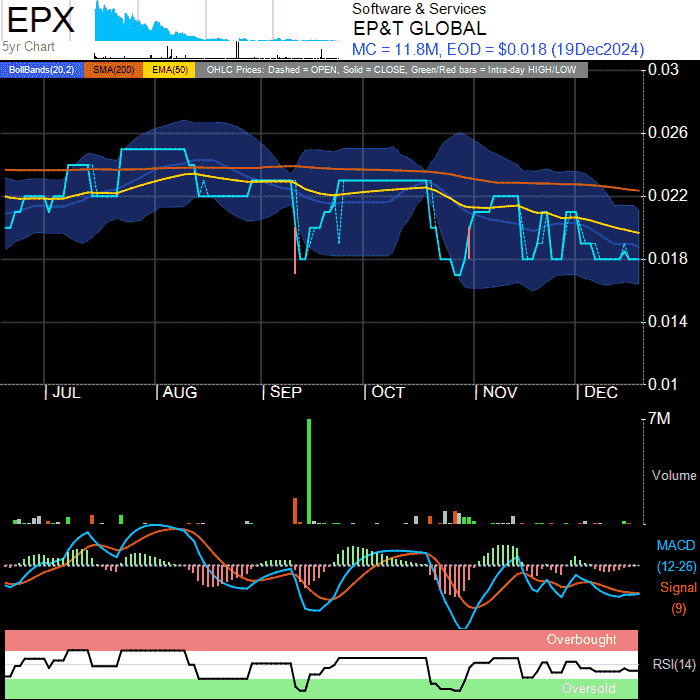 EPX
5yr Chart
Software & Services
EP&T GLOBAL
MC = 11.8M, EOD = $0.018 (19Dec2024)
BollBands(20,2) SMA(200) EMA(50) OHLC Prices: Dashed = OPEN, Solid = CLOSE, Green/Red bars = Intra-day HIGH/LOW
0.03
0.026
0.022
0.018
0.014
0.01
| JUL | AUG | SEP | OCT | NOV | DEC
7M
Volume
MACD
(12-26)
Signal
(9)
Overbought
RSI(14)
Oversold